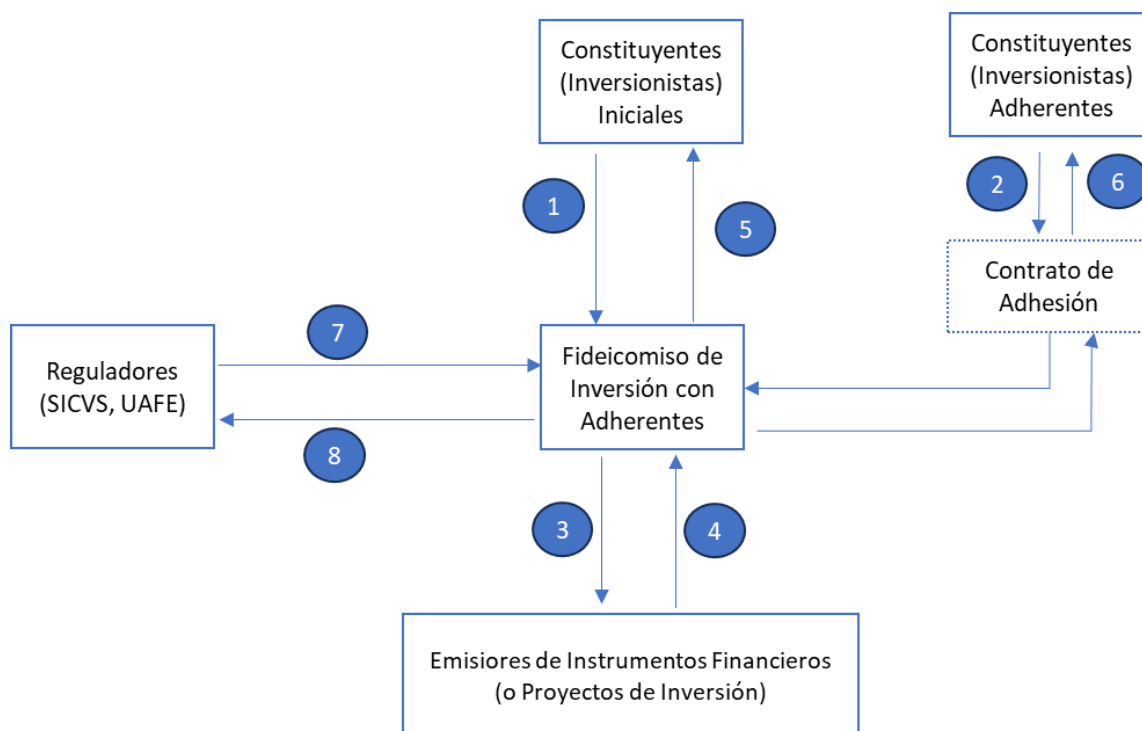 Constituyentes
(Inversionistas)
Iniciales
Constituyentes
(Inversionistas)
Adherentes
1
5
2
6
Contrato de
Adhesión
7
Reguladores
(SICVS, UAFE)
Fideicomiso de
Inversión con
Adherentes
8
3
4
Emisiores de Instrumentos Financieros
(o Proyectos de Inversión)